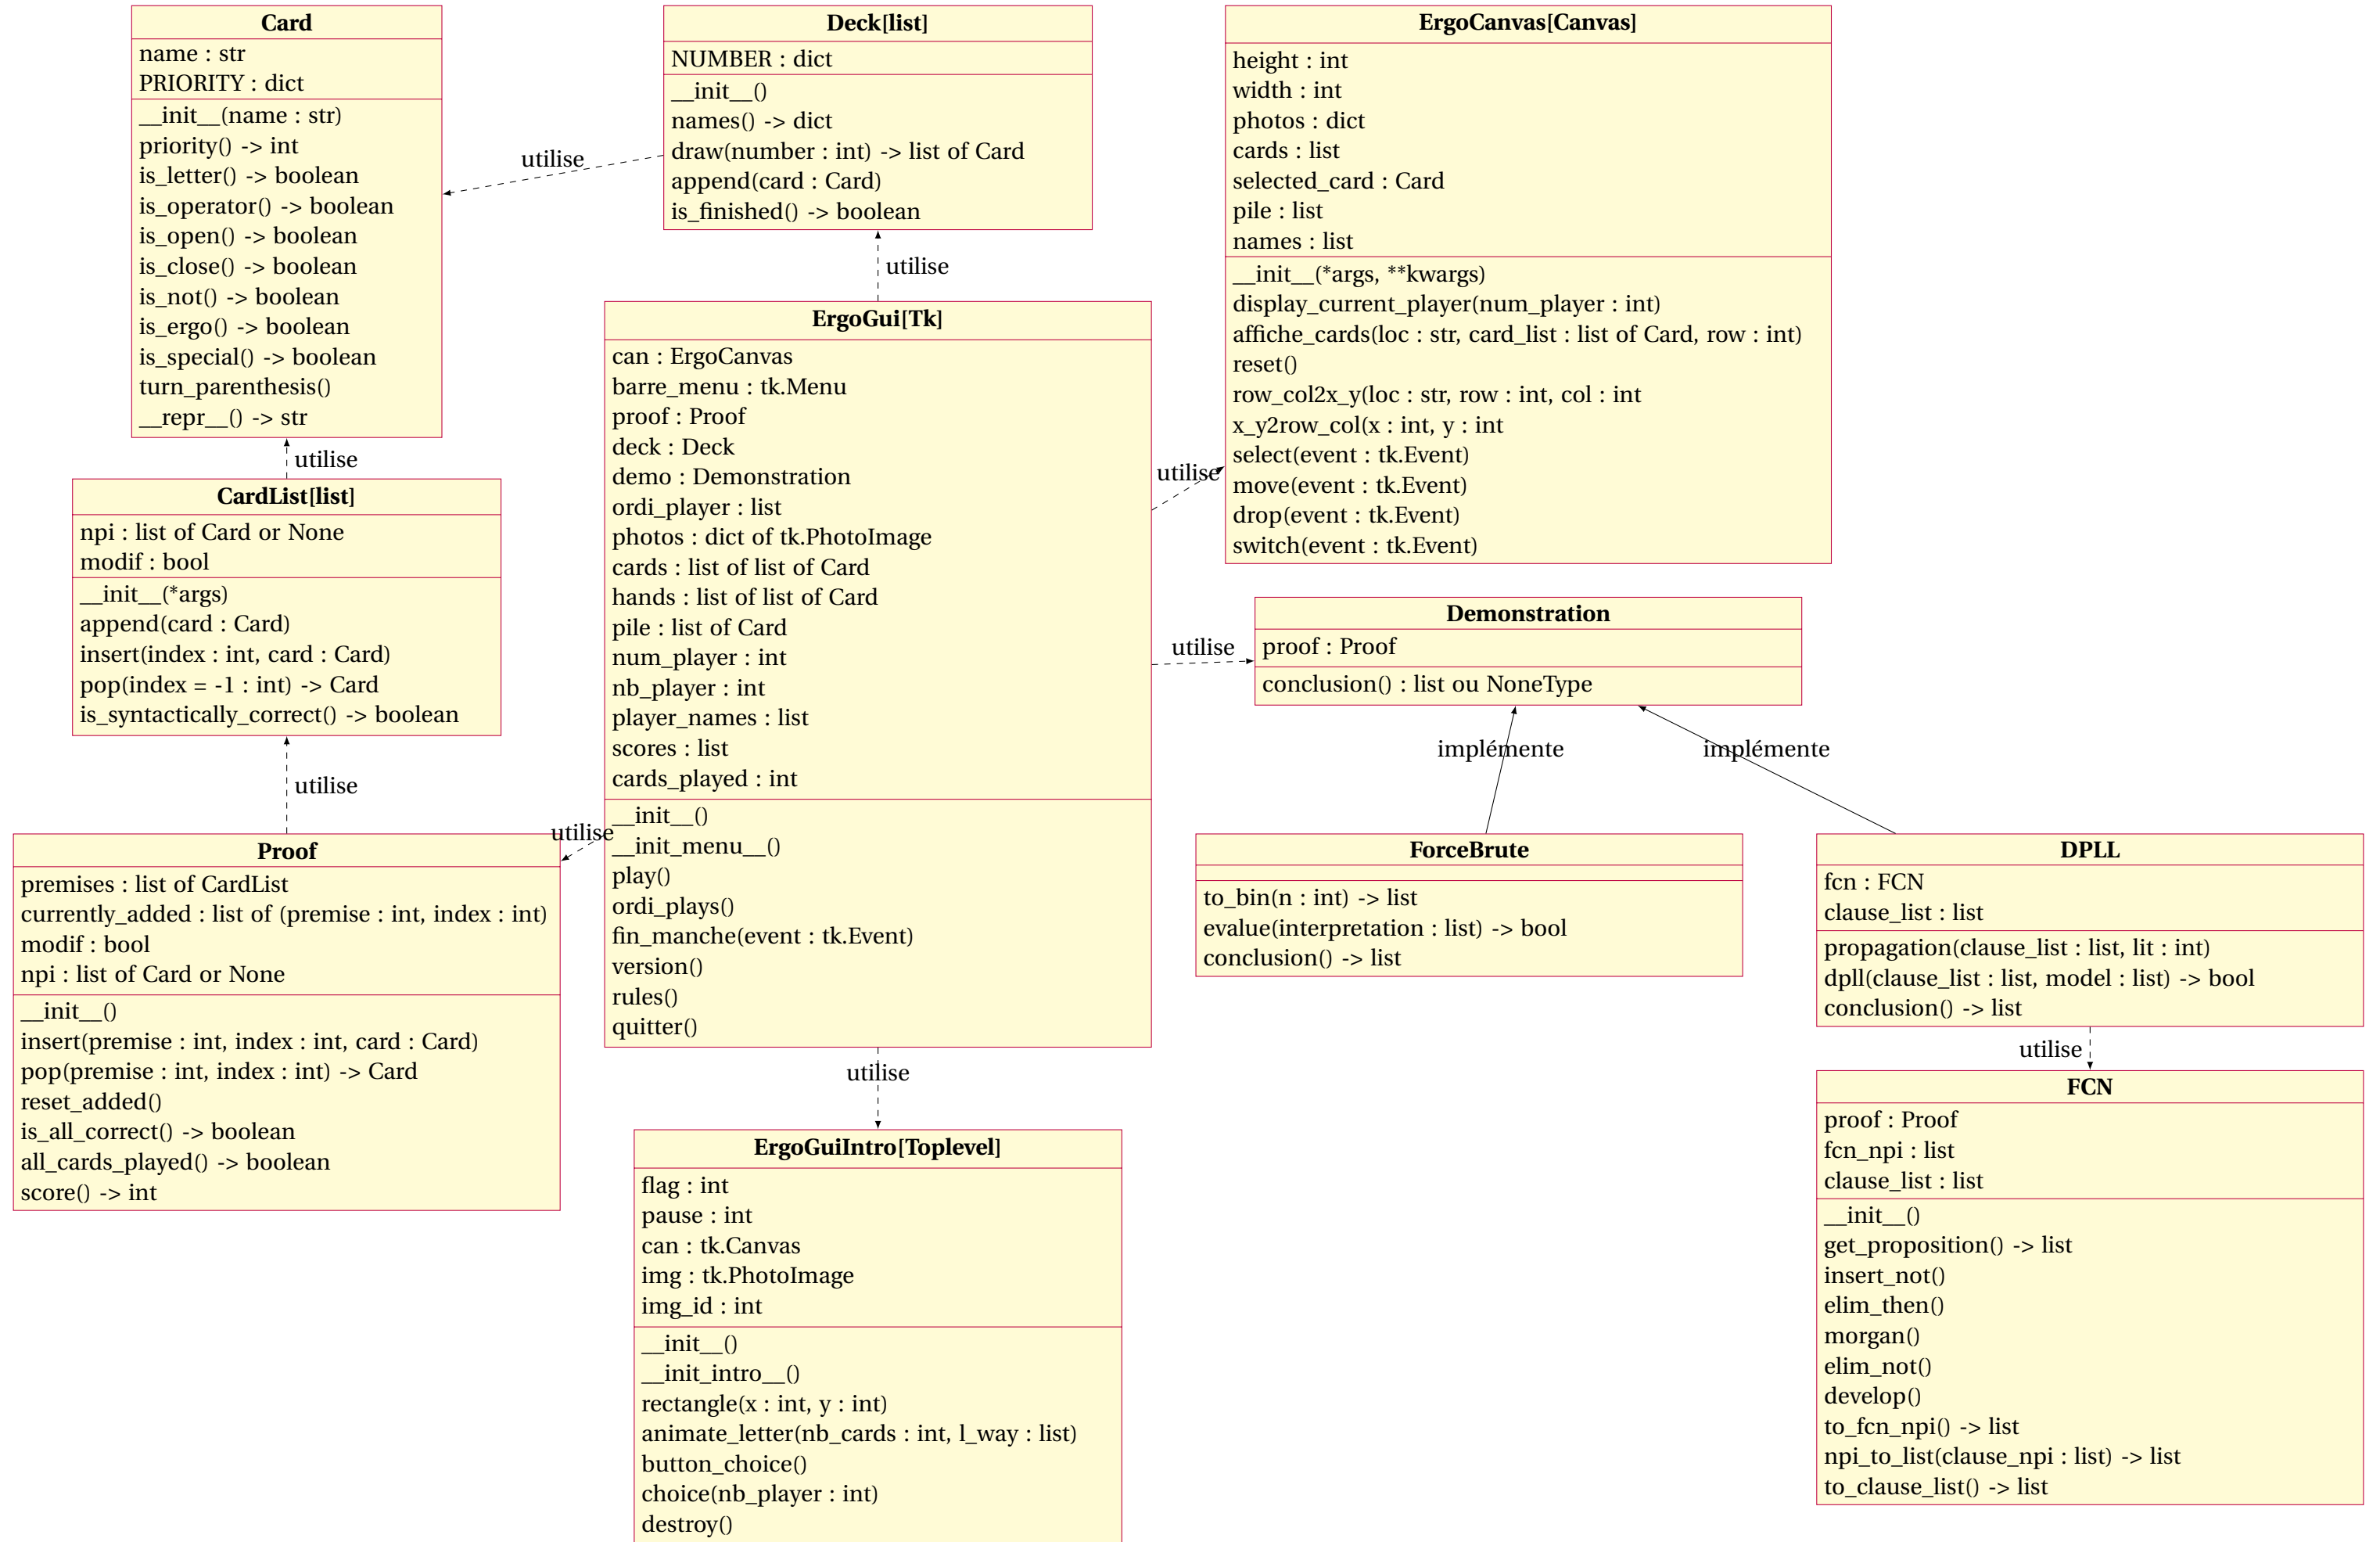 Card
name : str
PRIORITY : dict
__init__(name : str)
priority() -> int
is_letter() -> boolean
is_operator() -> boolean
is_open() -> boolean
is_close() -> boolean
is_not() -> boolean
is_ergo() -> boolean
is_special() -> boolean
turn_parenthesis()
__repr__() -> str
utilise
Deck[list]
NUMBER : dict
__init__()
names() -> dict
draw(number : int) -> list of Card
append(card : Card)
is_finished() -> boolean
utilise
ErgoCanvas[Canvas]
height : int
width : int
photos : dict
cards : list
selected_card : Card
pile : list
names : list
__init__(*args, **kwargs)
display_current_player(num_player : int)
affiche_cards(loc : str, card_list : list of Card, row : int)
reset()
row_col2x_y(loc : str, row : int, col : int
x_y2row_col(x : int, y : int
select(event : tk.Event)
move(event : tk.Event)
drop(event : tk.Event)
switch(event : tk.Event)
utilise
CardList[list]
npi : list of Card or None
modif : bool
__init__(*args)
append(card : Card)
insert(index : int, card : Card)
pop(index = -1 : int) -> Card
is_syntactically_correct() -> boolean
utilise
ErgoGui[Tk]
can : ErgoCanvas
barre_menu : tk.Menu
proof : Proof
deck : Deck
demo : Demonstration
ordi_player : list
photos : dict of tk.PhotoImage
cards : list of list of Card
hands : list of list of Card
pile : list of Card
num_player : int
nb_player : int
player_names : list
scores : list
cards_played : int
__init__()
__init_menu__()
play()
ordi_plays()
fin_manche(event : tk.Event)
version()
rules()
quitter()
utilise
utilise
Demonstration
proof : Proof
conclusion() : list ou NoneType
implémente
implémente
utilise
Proof
premises : list of CardList
currently_added : list of (premise : int, index : int)
modif : bool
npi : list of Card or None
__init__()
insert(premise : int, index : int, card : Card)
pop(premise : int, index : int) -> Card
reset_added()
is_all_correct() -> boolean
all_cards_played() -> boolean
score() -> int
ForceBrute
to_bin(n : int) -> list
evalue(interpretation : list) -> bool
conclusion() -> list
DPLL
fcn : FCN
clause_list : list
propagation(clause_list : list, lit : int)
dpll(clause_list : list, model : list) -> bool
conclusion() -> list
utilise
utilise
ErgoGuiIntro[Toplevel]
flag : int
pause : int
can : tk.Canvas
img : tk.PhotoImage
img_id : int
__init__()
__init_intro__()
rectangle(x : int, y : int)
animate_letter(nb_cards : int, l_way : list)
button_choice()
choice(nb_player : int)
destroy()
FCN
proof : Proof
fcn_npi : list
clause_list : list
__init__()
get_proposition() -> list
insert_not()
elim_then()
morgan()
elim_not()
develop()
to_fcn_npi() -> list
npi_to_list(clause_npi : list) -> list
to_clause_list() -> list